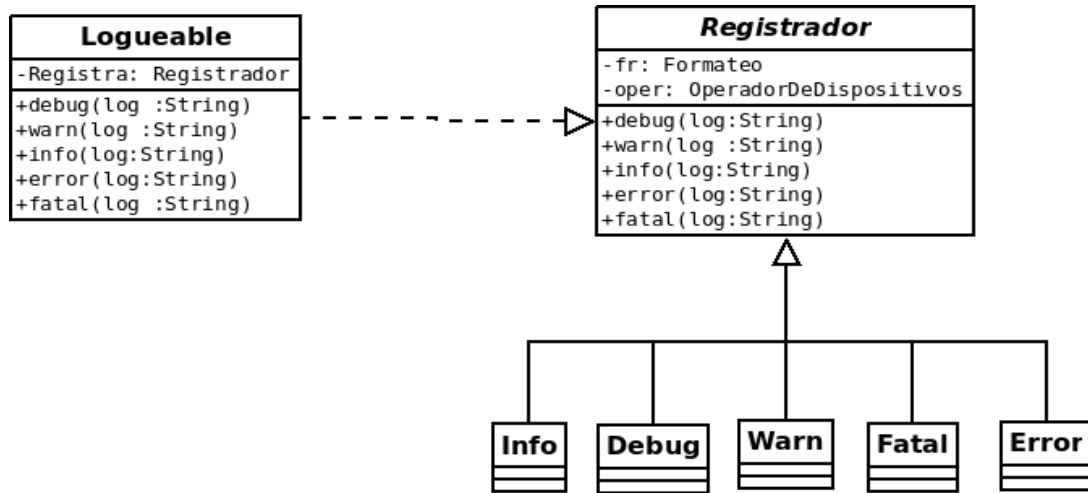 Logueable
-Registra: Registrador
+debug(log :String)
+warn(log :String)
+info(log:String)
+error(log:String)
+fatal(log :String)
Registrador
-fr: Formateo
-oper: OperadorDeDispositivos
+debug(log:String)
+warn(log :String)
+info(log:String)
+error(log:String)
+fatal(log:String)
Info
Debug
Warn
Fatal
Error